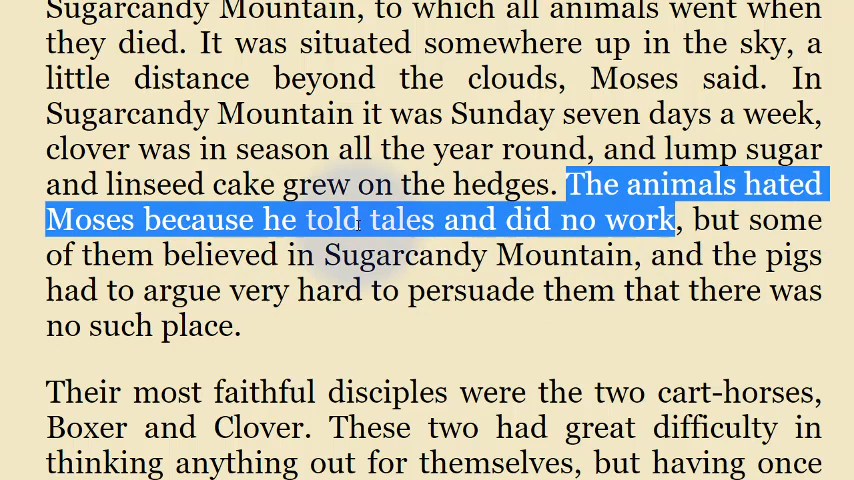 Sugarcandy Mountain, to which all animals went when
they died. It was situated somewhere up in the sky, a
little distance beyond the clouds, Moses said. In
Sugarcandy Mountain it was Sunday seven days a week,
clover was in season all the year round, and lump sugar
and linseed cake grew on the hedges. The animals hated
Moses because he told tales and did no work, but some
of them believed in Sugarcandy Mountain, and the pigs
had to argue very hard to persuade them that there was
no such place.
Their most faithful disciples were the two cart-horses,
Boxer and Clover. These two had great difficulty in
thinking anything out for themselves, but having once